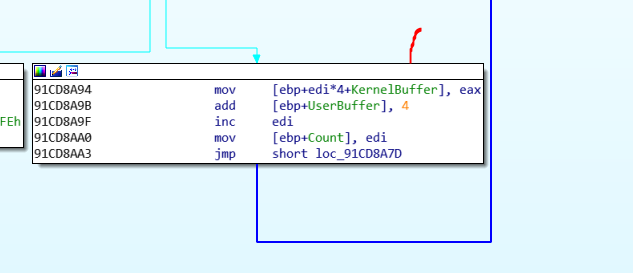 FEh
91CD8A94 mov [ebp+edi*4+KernelBuffer], eax
91CD8A9B add [ebp+UserBuffer], 4
91CD8A9F inc edi
91CD8AA0 mov [ebp+Count], edi
91CD8AA3 jmp short loc_91CD8A7D